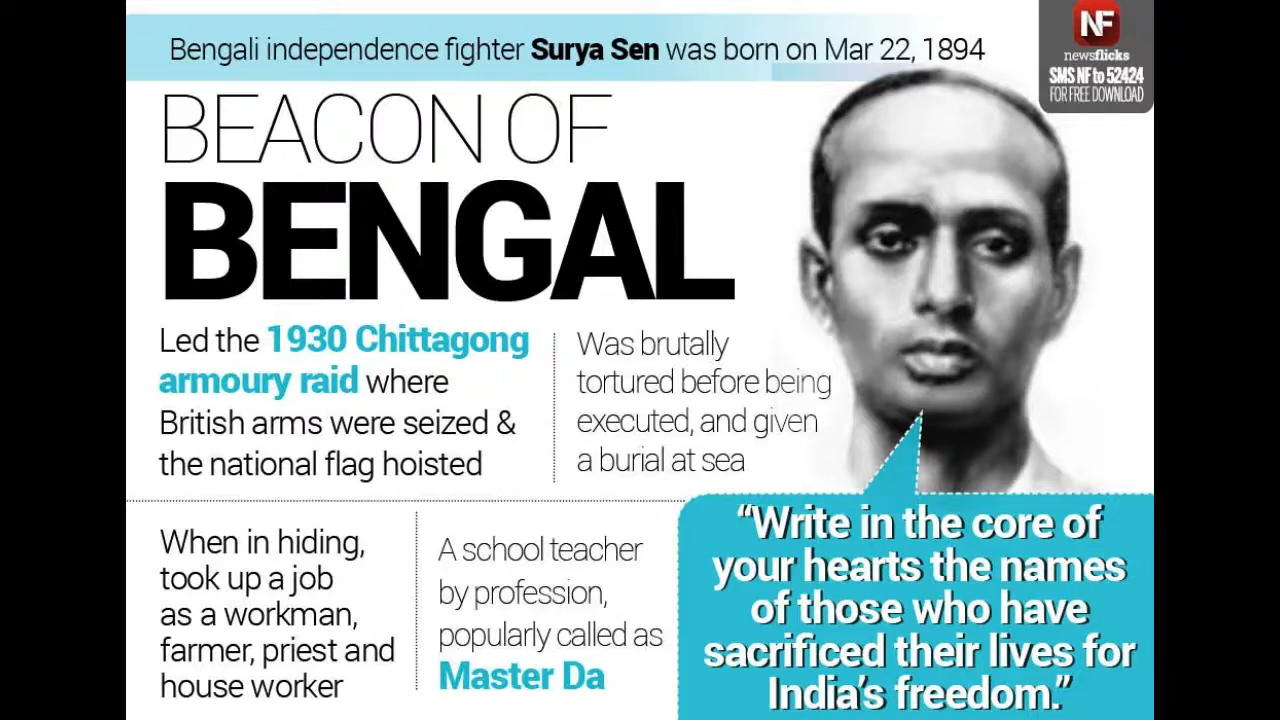 Bengali independence fighter Surya Sen was born on Mar 22, 1894
NF
newsflicks
SMS NF to 52424
FOR FREE DOWNLOAD
BEACON OF
BENGAL
Led the 1930 Chittagong
armoury raid where
British arms were seized &
the national flag hoisted
Was brutally
tortured before being
executed, and given
a burial at sea
When in hiding,
took up a job
as a workman,
farmer, priest and
house worker
A school teacher
by profession,
popularly called as
Master Da
“Write in the core of
your hearts the names
of those who have
sacrificed their lives for
India’s freedom.”